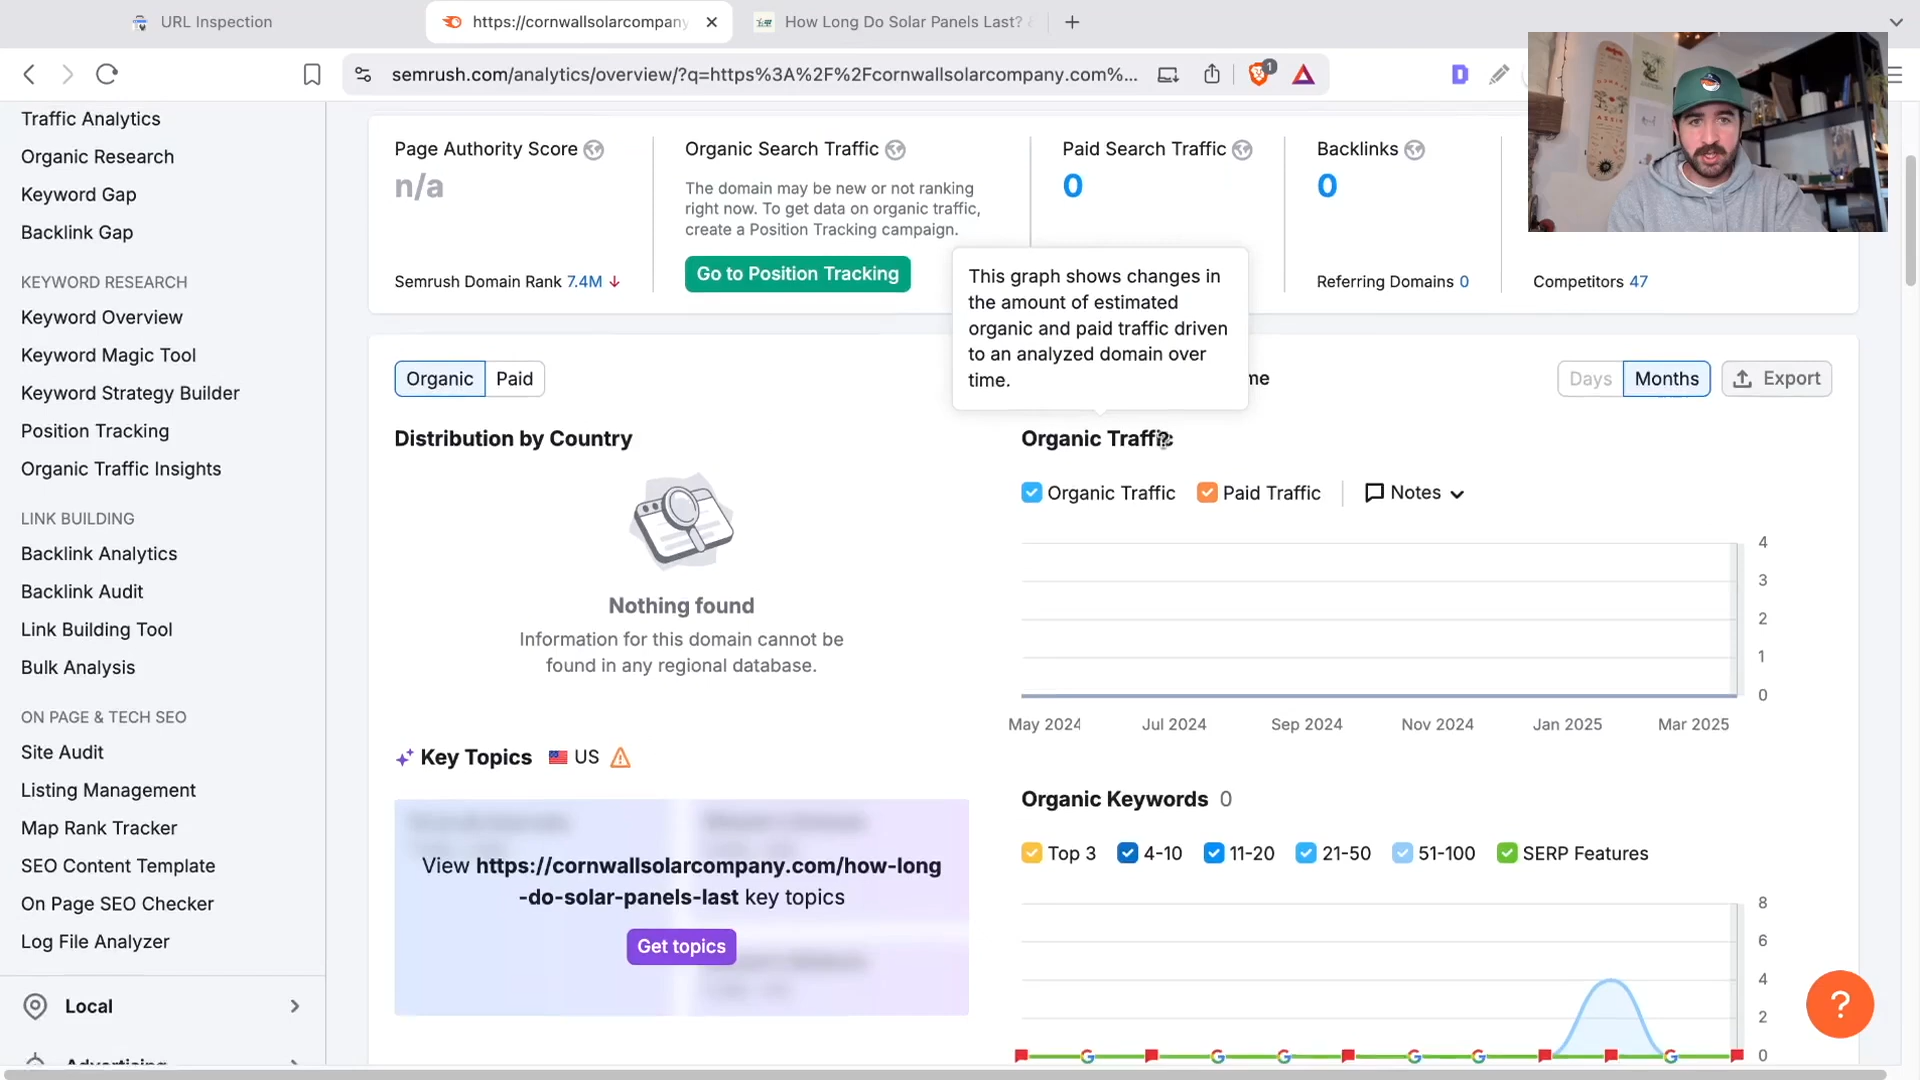 URL Inspection
https://cornwallsolarcompany
How Long Do Solar Panels Last?
semrush.com/analytics/overview/?q=https%3A%2F%2Fcornwallsolarcompany.com%...
1
D
Traffic Analytics
Organic Research
Keyword Gap
Backlink Gap
KEYWORD RESEARCH
Keyword Overview
Keyword Magic Tool
Keyword Strategy Builder
Position Tracking
Organic Traffic Insights
LINK BUILDING
Backlink Analytics
Backlink Audit
Link Building Tool
Bulk Analysis
ON PAGE & TECH SEO
Site Audit
Listing Management
Map Rank Tracker
SEO Content Template
On Page SEO Checker
Log File Analyzer
Local
Advertising
Page Authority Score
n/a
Semrush Domain Rank 7.4M ↓
Organic Search Traffic
The domain may be new or not ranking
right now. To get data on organic traffic,
create a Position Tracking campaign.
Go to Position Tracking
Paid Search Traffic
0
Backlinks
0
Referring Domains 0
Competitors 47
This graph shows changes in
the amount of estimated
organic and paid traffic driven
to an analyzed domain over
time.
Organic Paid
me
Days Months
Export
Distribution by Country
Nothing found
Information for this domain cannot be
found in any regional database.
Organic Traffic
Organic Traffic Paid Traffic Notes
4
3
2
1
0
May 2024 Jul 2024 Sep 2024 Nov 2024 Jan 2025 Mar 2025
Key Topics US
View https://cornwallsolarcompany.com/how-long
-do-solar-panels-last key topics
Get topics
Organic Keywords 0
Top 3 4-10 11-20 21-50 51-100 SERP Features
8
6
4
2
0
?